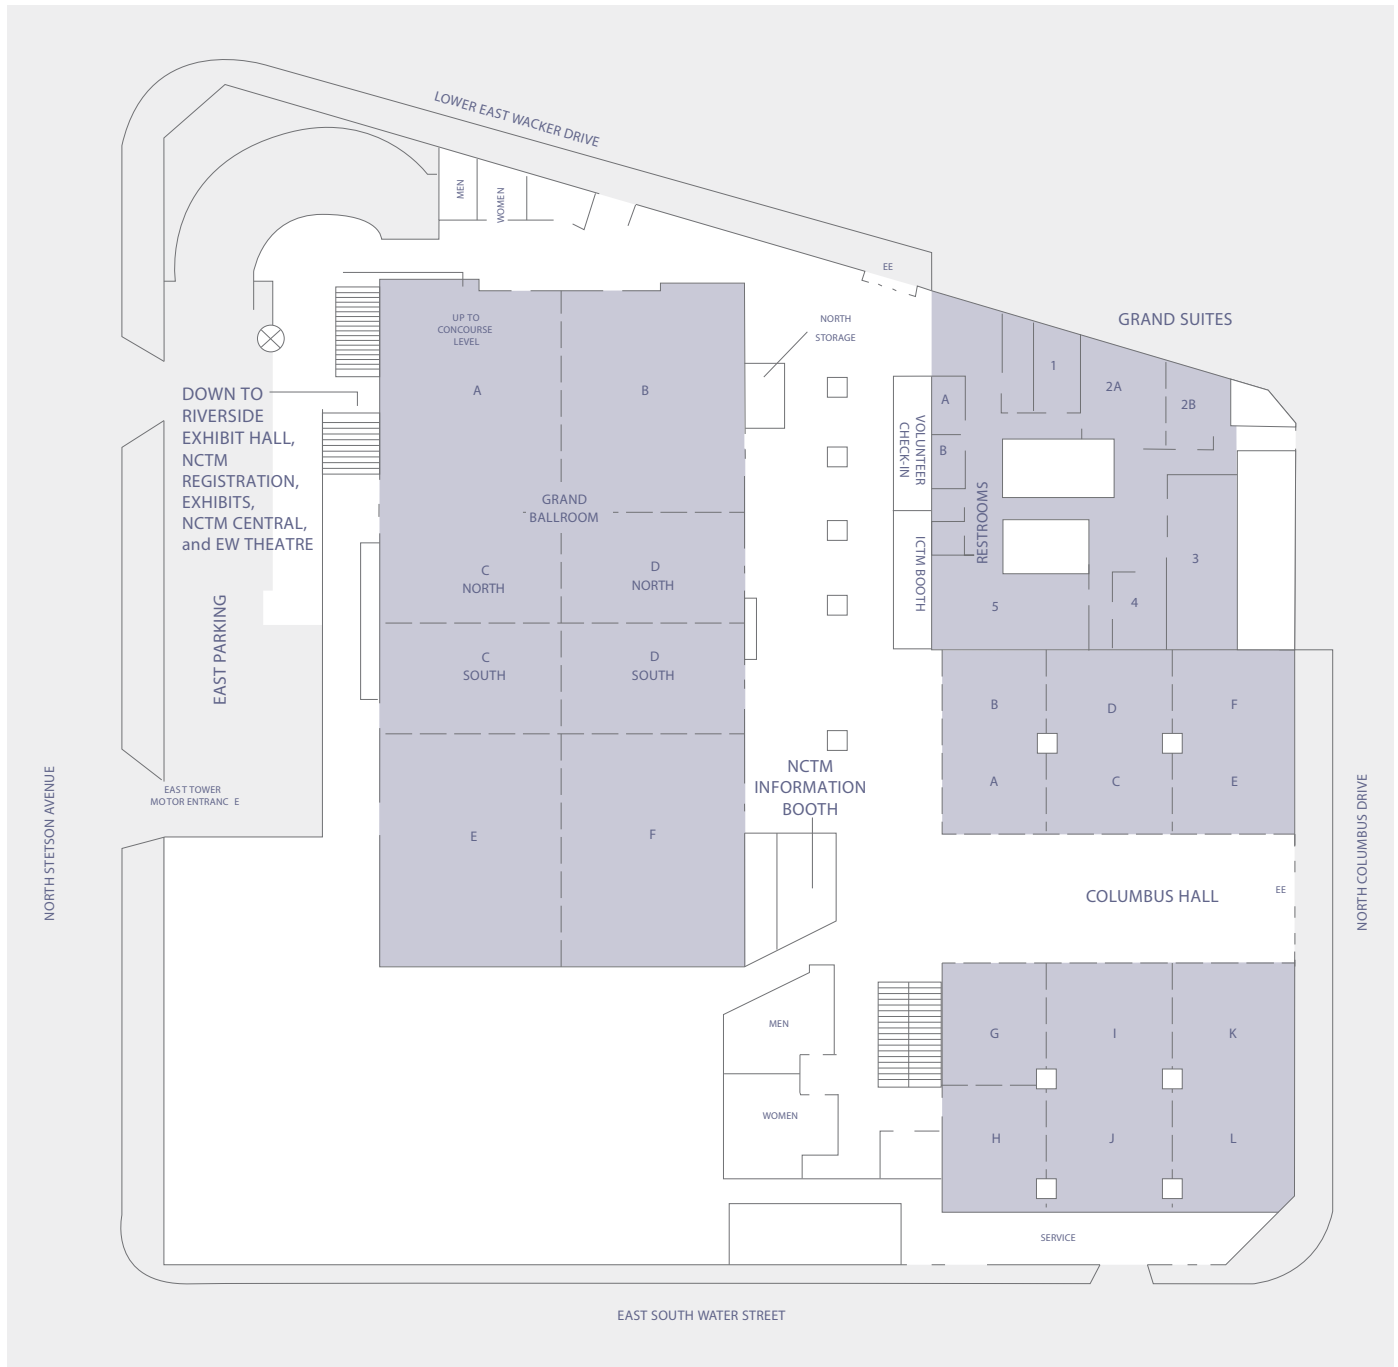 LOWER EAST WACKER DRIVE
MEN
WOMEN
EE
GRAND SUITES
UP TO
CONCOURSE
LEVEL
NORTH
STORAGE
DOWN TO
RIVERSIDE
EXHIBIT HALL,
NCTM
REGISTRATION,
EXHIBITS,
NCTM CENTRAL,
and EW THEATRE
A
B
GRAND
BALLROOM
C
NORTH
D
NORTH
C
SOUTH
D
SOUTH
E
F
VOLUNTEER
CHECK-IN
ICTM BOOTH
A
B
RESTROOMS
1
2A
2B
3
4
5
EAST PARKING
EAST TOWER
MOTOR ENTRANC E
NORTH STETSON AVENUE
NCTM
INFORMATION
BOOTH
B
D
F
A
C
E
COLUMBUS HALL
EE
NORTH COLUMBUS DRIVE
MEN
WOMEN
G
I
K
H
J
L
SERVICE
EAST SOUTH WATER STREET